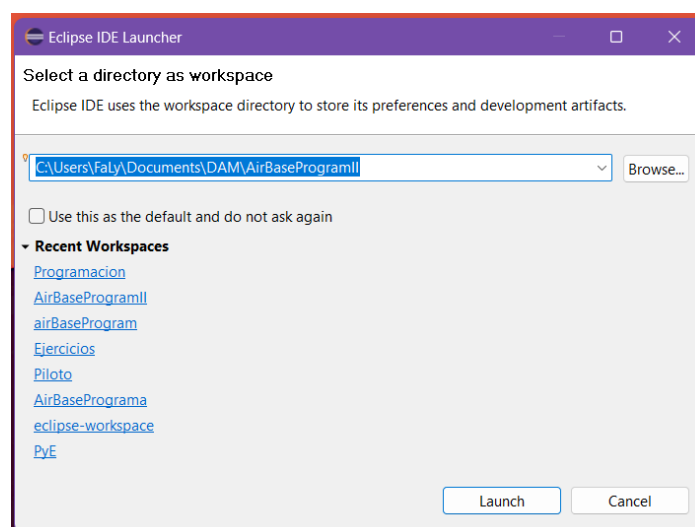 Eclipse IDE Launcher
Select a directory as workspace
Eclipse IDE uses the workspace directory to store its preferences and development artifacts.
C:\Users\FaLy\Documents\DAM\AirBaseProgramII
Browse...
Use this as the default and do not ask again
Recent Workspaces
Programacion
AirBaseProgramII
airBaseProgram
Ejercicios
Piloto
AirBasePrograma
eclipse-workspace
PyE
Launch Cancel